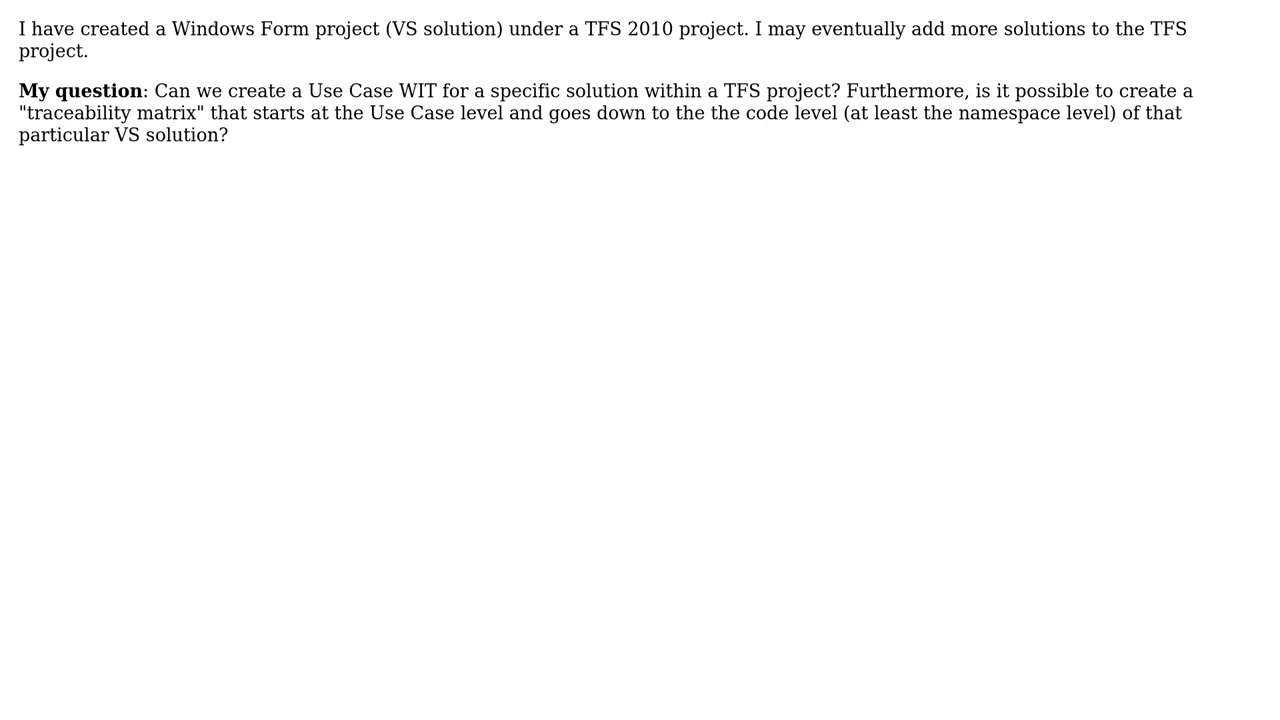 I have created a Windows Form project (VS solution) under a TFS 2010 project. I may eventually add more solutions to the TFS
project.
My question: Can we create a Use Case WIT for a specific solution within a TFS project? Furthermore, is it possible to create a
"traceability matrix" that starts at the Use Case level and goes down to the the code level (at least the namespace level) of that
particular VS solution?